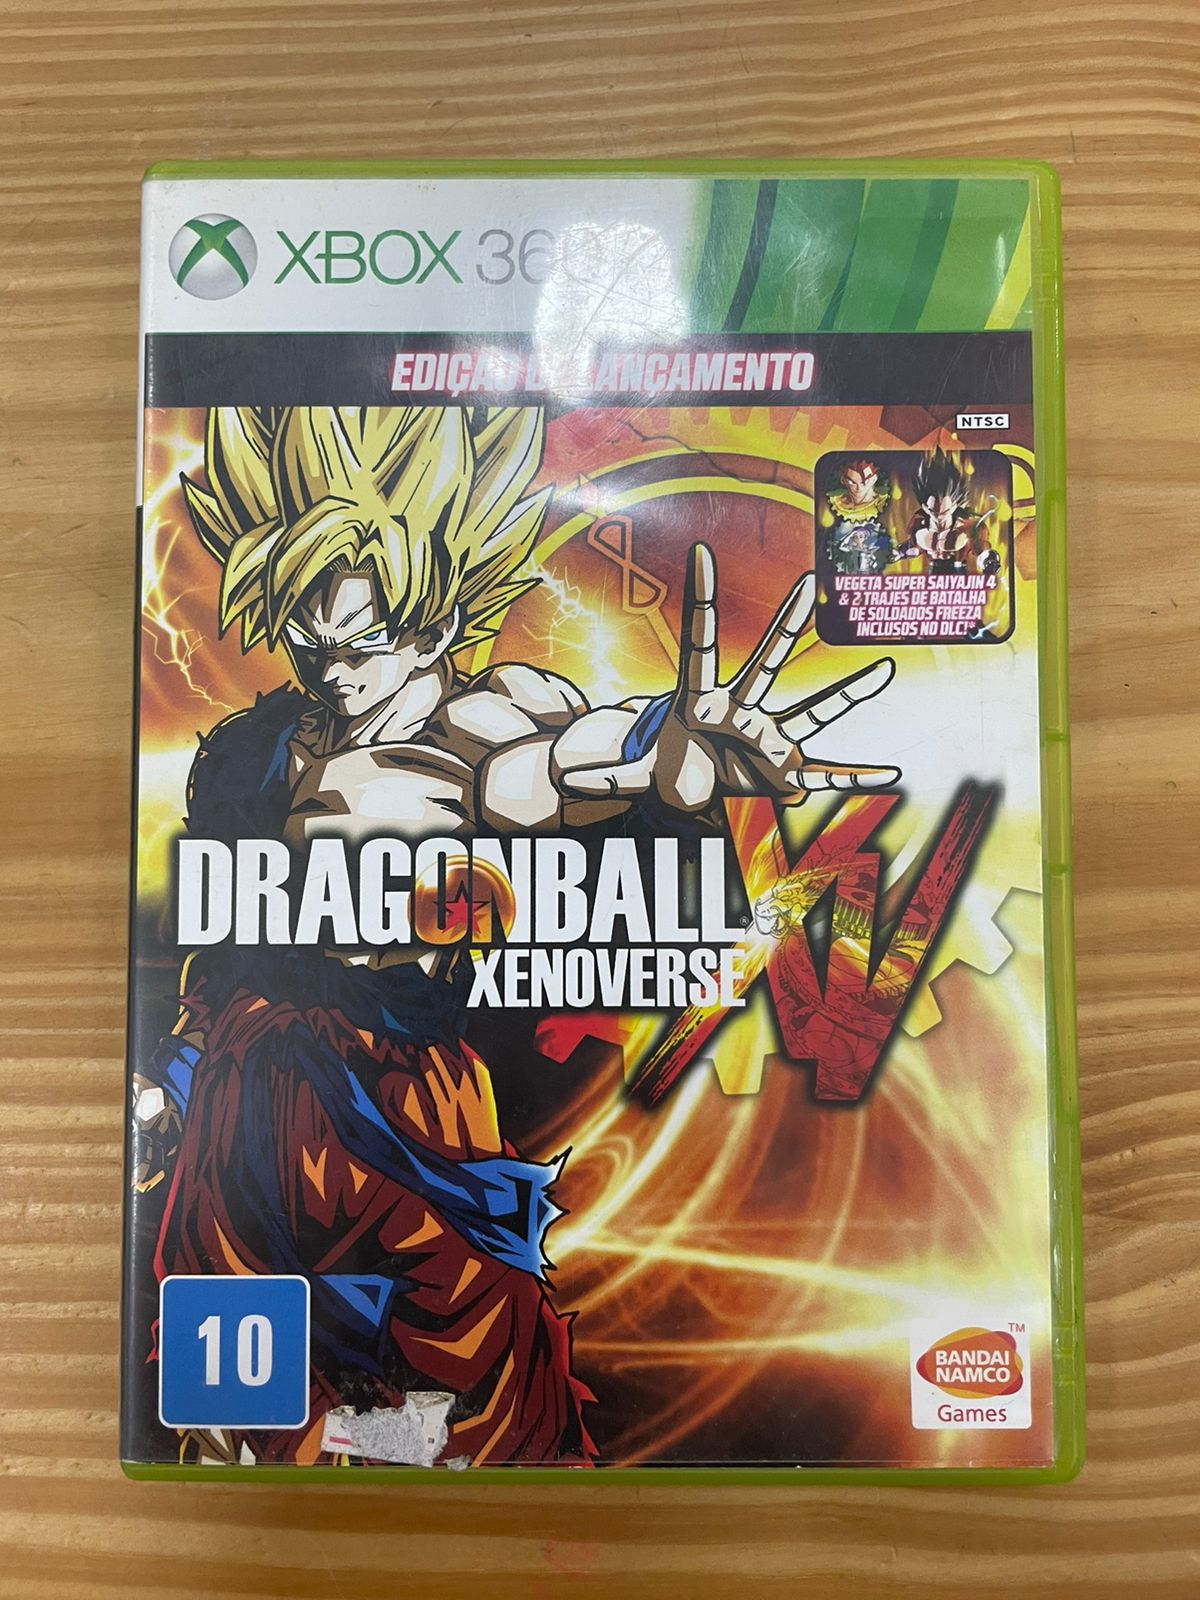 XBOX 360
EDIÇÃO DE LANÇAMENTO
NTSC
VEGETA SUPER SAIYAJIN 4
& 2 TRAJES DE BATALHA
DE SOLDADOS FREEZA
INCLUSOS NO DLC!*
DRAGONBALL® XV
XENOVERSE
10
TM
BANDAI
NAMCO
Games